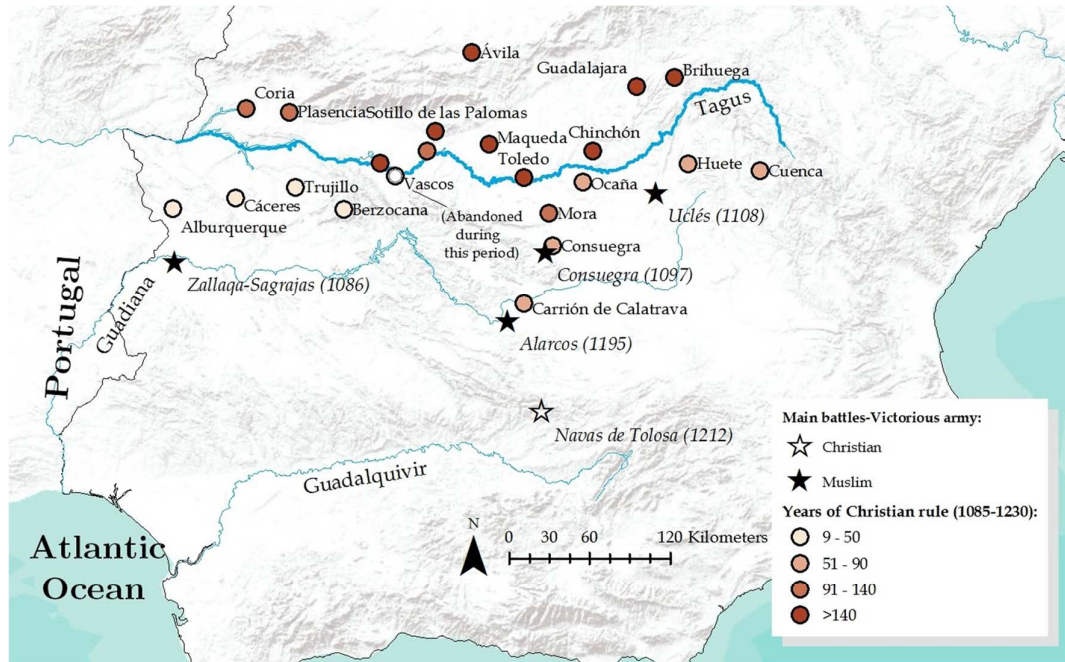 Ávila
Guadalajara
Brihuega
Coria
Plasencia
Sotillo de las Palomas
Tagus
Maqueda
Chinchón
Toledo
Huete
Cuenca
Vascos
Ocaña
Trujillo
Cáceres
Berzocana
(Abandoned
during
this period)
Mora
Uclés (1108)
Alburquerque
Consuegra
Consuegra (1097)
Zallaqa-Sagrajas (1086)
Portugal
Guadiana
Carrión de Calatrava
Alarcos (1195)
Navas de Tolosa (1212)
Guadalquivir
Atlantic
Ocean
N
0 30 60 90 120 Kilometers
Main battles-Victorious army:
Christian
Muslim
Years of Christian rule (1085-1230):
9 - 50
51 - 90
91 - 140
>140